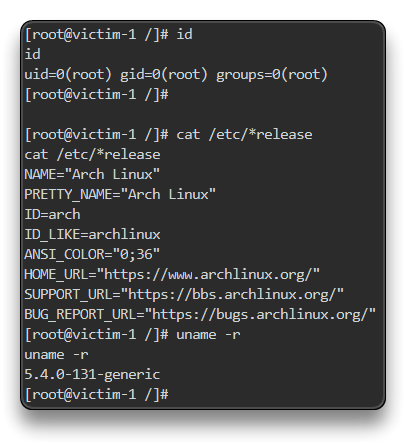 [root@victim-1 /]# id
id
uid=0(root) gid=0(root) groups=0(root)
[root@victim-1 /]#
[root@victim-1 /]# cat /etc/*release
cat /etc/*release
NAME="Arch Linux"
PRETTY_NAME="Arch Linux"
ID=arch
ID_LIKE=archlinux
ANSI_COLOR="0;36"
HOME_URL="https://www.archlinux.org/"
SUPPORT_URL="https://bbs.archlinux.org/"
BUG_REPORT_URL="https://bugs.archlinux.org/"
[root@victim-1 /]# uname -r
uname -r
5.4.0-131-generic
[root@victim-1 /]#